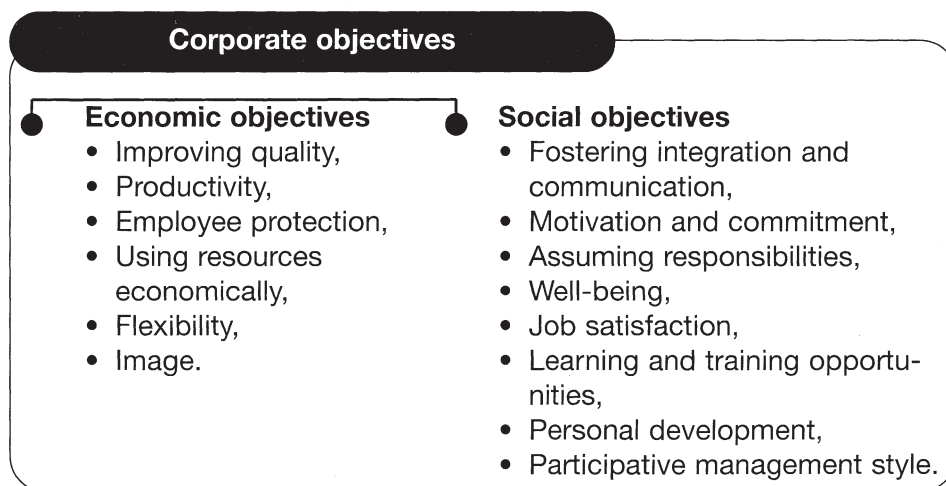 Corporate objectives
Economic objectives
• Improving quality,
• Productivity,
• Employee protection,
• Using resources
economically,
• Flexibility,
• Image.
Social objectives
• Fostering integration and
communication,
• Motivation and commitment,
• Assuming responsibilities,
• Well-being,
• Job satisfaction,
• Learning and training opportu-
nities,
• Personal development,
• Participative management style.